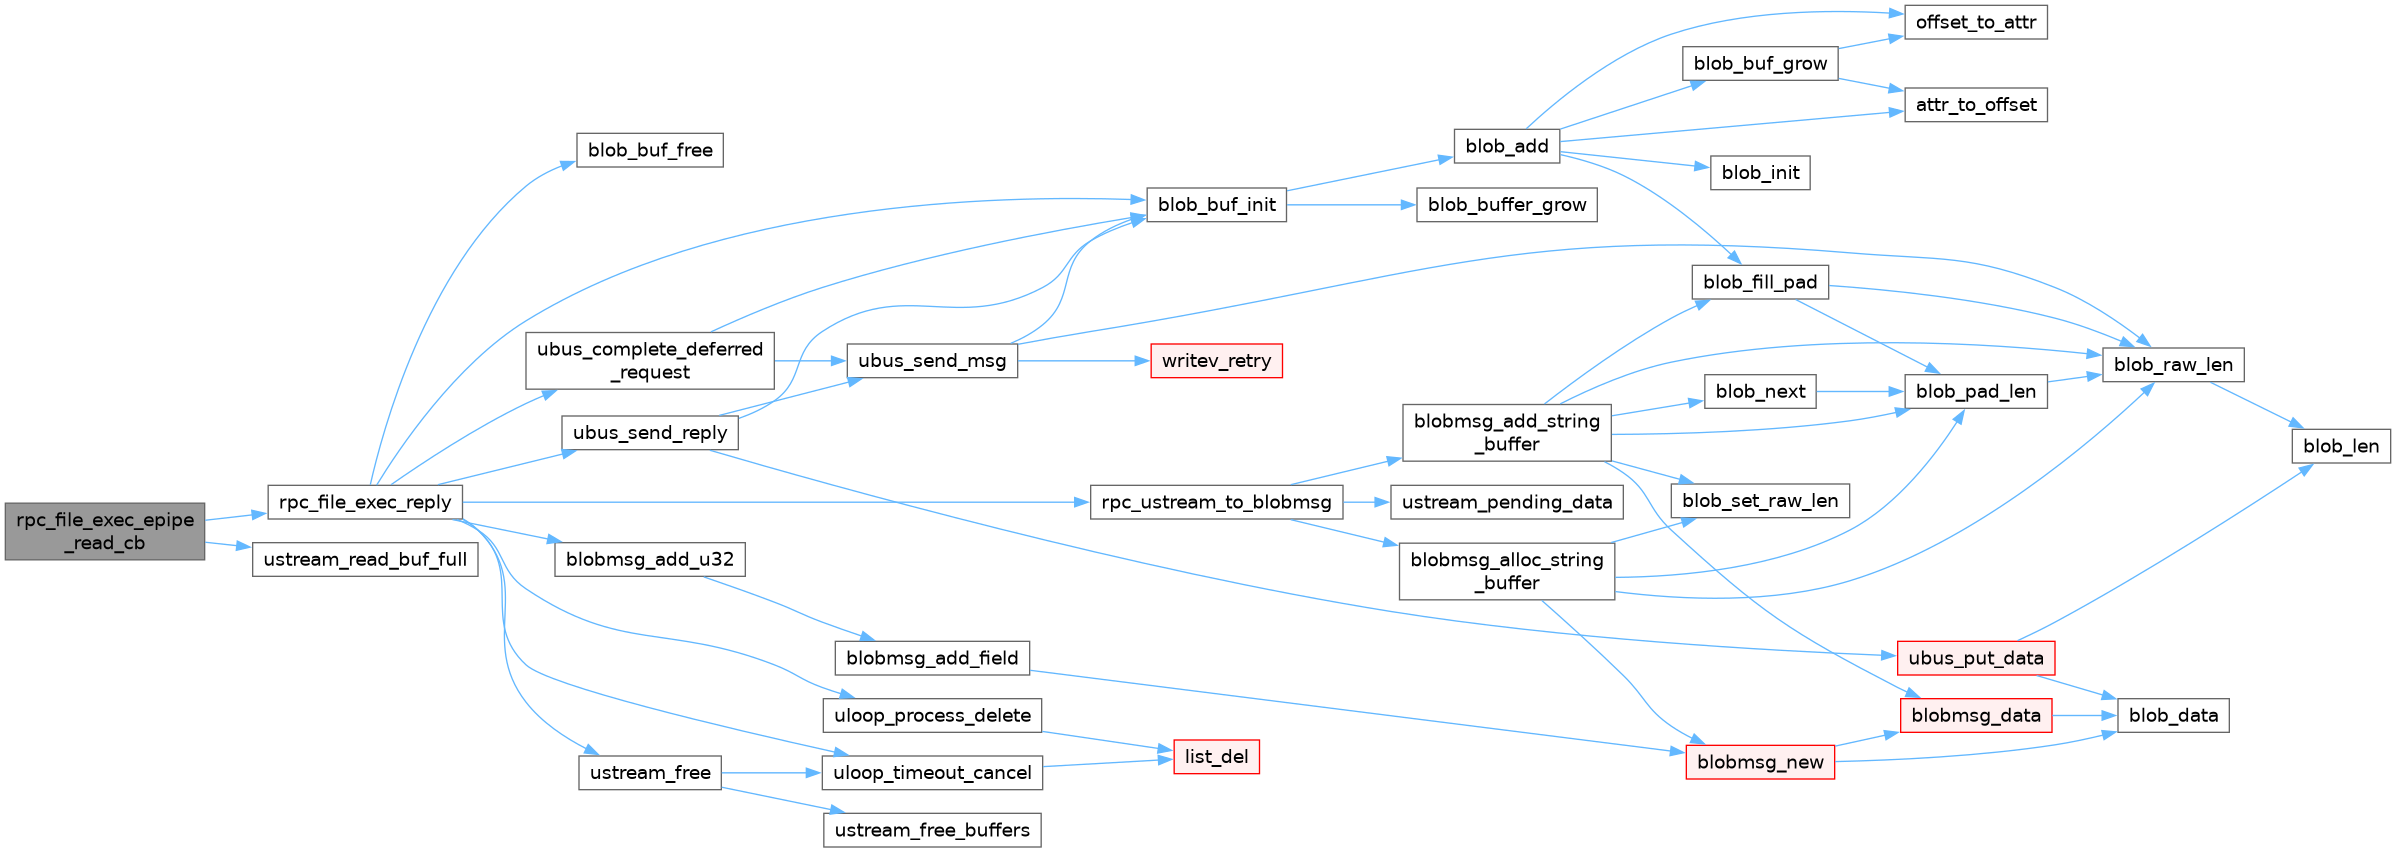 rpc_file_exec_epipe
_read_cb
rpc_file_exec_reply
ustream_read_buf_full
blob_buf_free
ubus_complete_deferred
_request
ubus_send_reply
blobmsg_add_u32
ustream_free
ubus_send_msg
blobmsg_add_field
uloop_process_delete
uloop_timeout_cancel
ustream_free_buffers
blob_buf_init
writev_retry
rpc_ustream_to_blobmsg
list_del
blob_add
blob_buffer_grow
blobmsg_add_string
_buffer
ustream_pending_data
blobmsg_alloc_string
_buffer
blob_buf_grow
blob_init
blob_fill_pad
blob_next
blob_set_raw_len
blobmsg_new
offset_to_attr
attr_to_offset
blob_pad_len
ubus_put_data
blobmsg_data
blob_raw_len
blob_data
blob_len